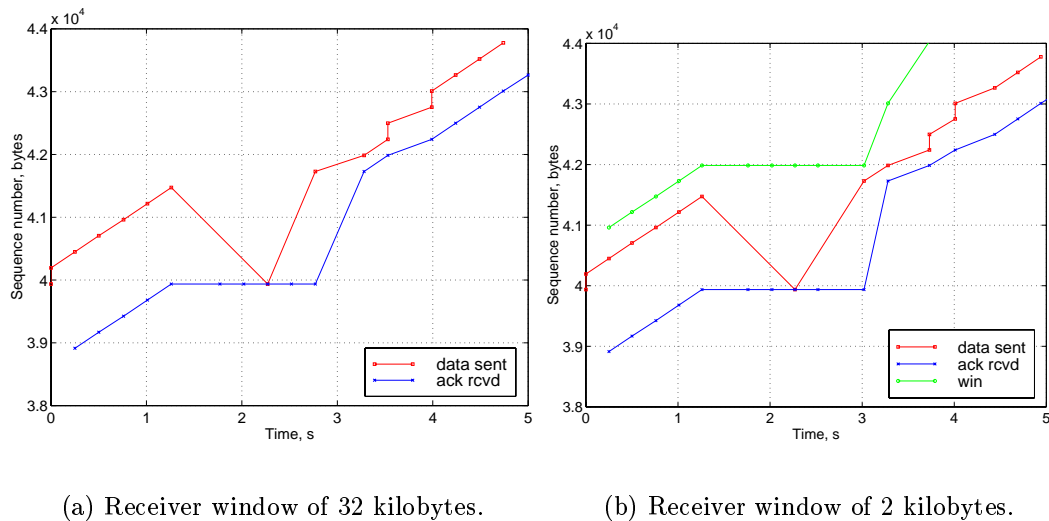 x 10^4
4.4
4.3
4.2
4.1
4
3.9
3.8
Sequence number, bytes
0 1 2 3 4 5
Time, s
data sent
ack rcvd
(a) Receiver window of 32 kilobytes.
x 10^4
4.4
4.3
4.2
4.1
4
3.9
3.8
Sequence number, bytes
0 1 2 3 4 5
Time, s
data sent
ack rcvd
win
(b) Receiver window of 2 kilobytes.